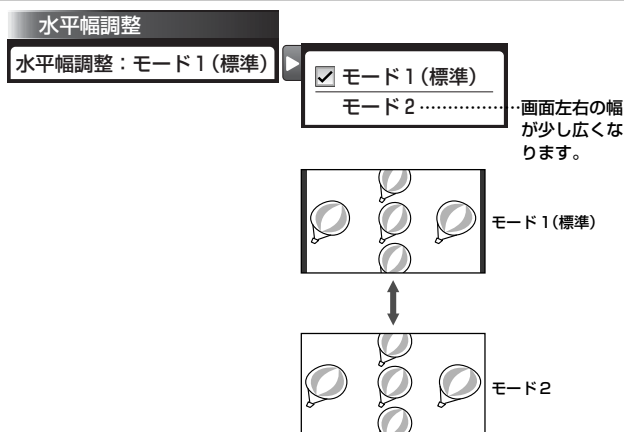 水平幅調整
水平幅調整：モード1（標準）
モード1（標準）
モード2………………画面左右の幅
が少し広くな
ります。
モード1（標準）
モード2